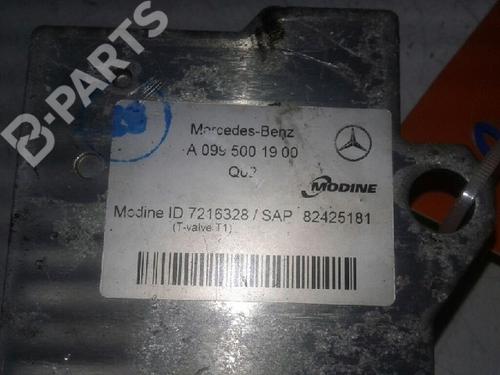 B-PARTS
Mercedes-Benz
A 099 500 19 00
MODINE
Modine ID 7216328 / SAP 82425181
(T-valve T1)